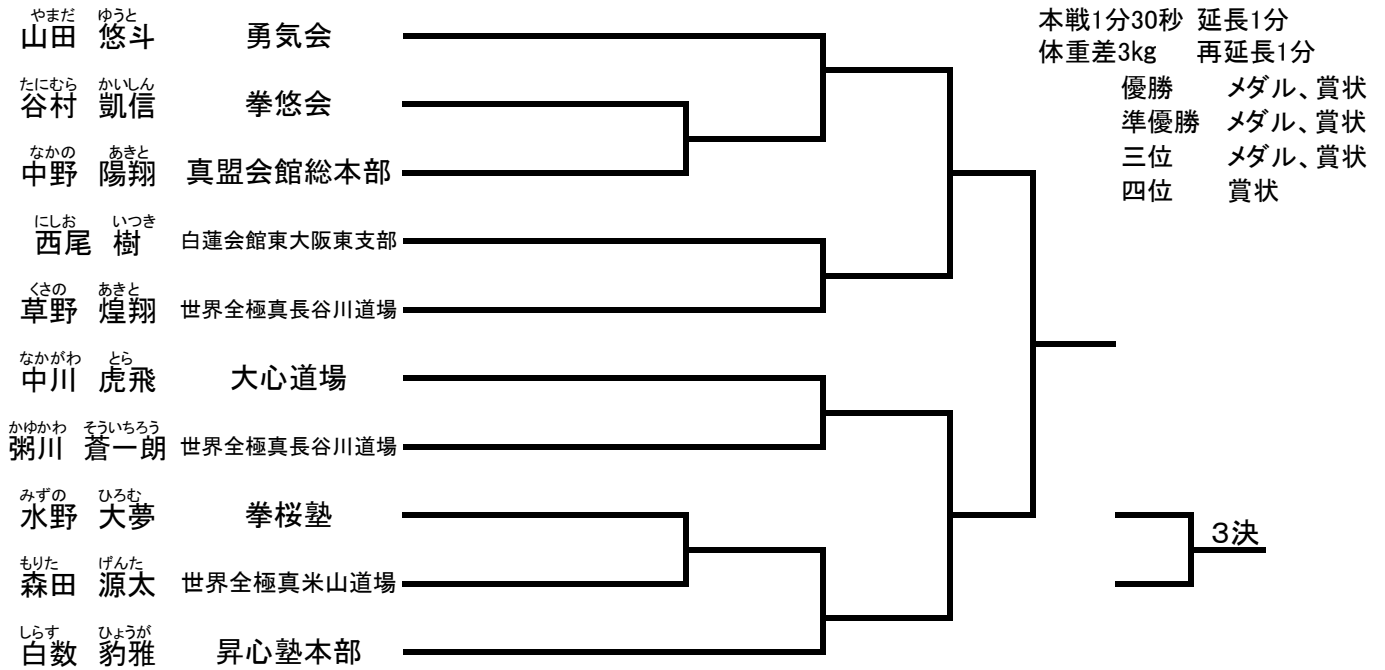 やまだ ゆうと
山田 悠斗 勇気会
たにむら かいしん
谷村 凱信 拳悠会
なかの あきと
中野 陽翔 真盟会館総本部
にしお いつき
西尾 樹 白蓮会館東大阪東支部
くさの あきと
草野 煌翔 世界全極真長谷川道場
なかがわ とら
中川 虎飛 大心道場
かゆかわ そういちろう
粥川 蒼一朗 世界全極真長谷川道場
みずの ひろむ
水野 大夢 拳桜塾
もりた げんた
森田 源太 世界全極真米山道場
しらす ひょうが
白数 豹雅 昇心塾本部
本戦1分30秒 延長1分
体重差3kg 再延長1分
優勝 メダル、賞状
準優勝 メダル、賞状
三位 メダル、賞状
四位 賞状
3決